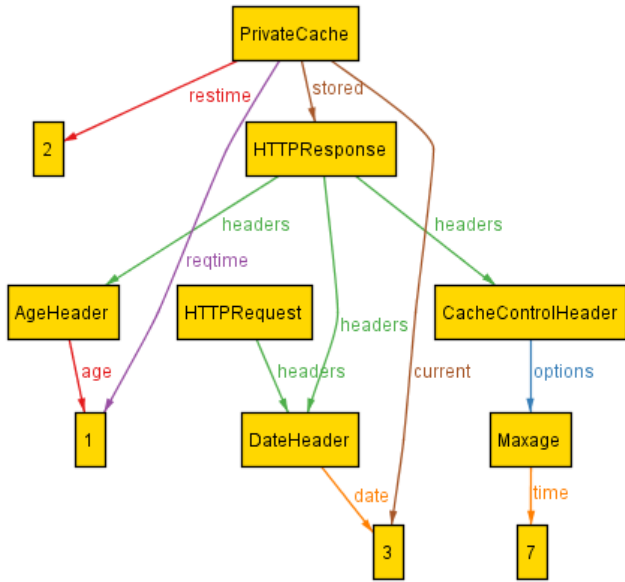 PrivateCache
restime
stored
2
HTTPResponse
headers
headers
reqtime
AgeHeader
HTTPRequest
CacheControlHeader
headers
age
headers
current
options
1
DateHeader
Maxage
date
time
3
7